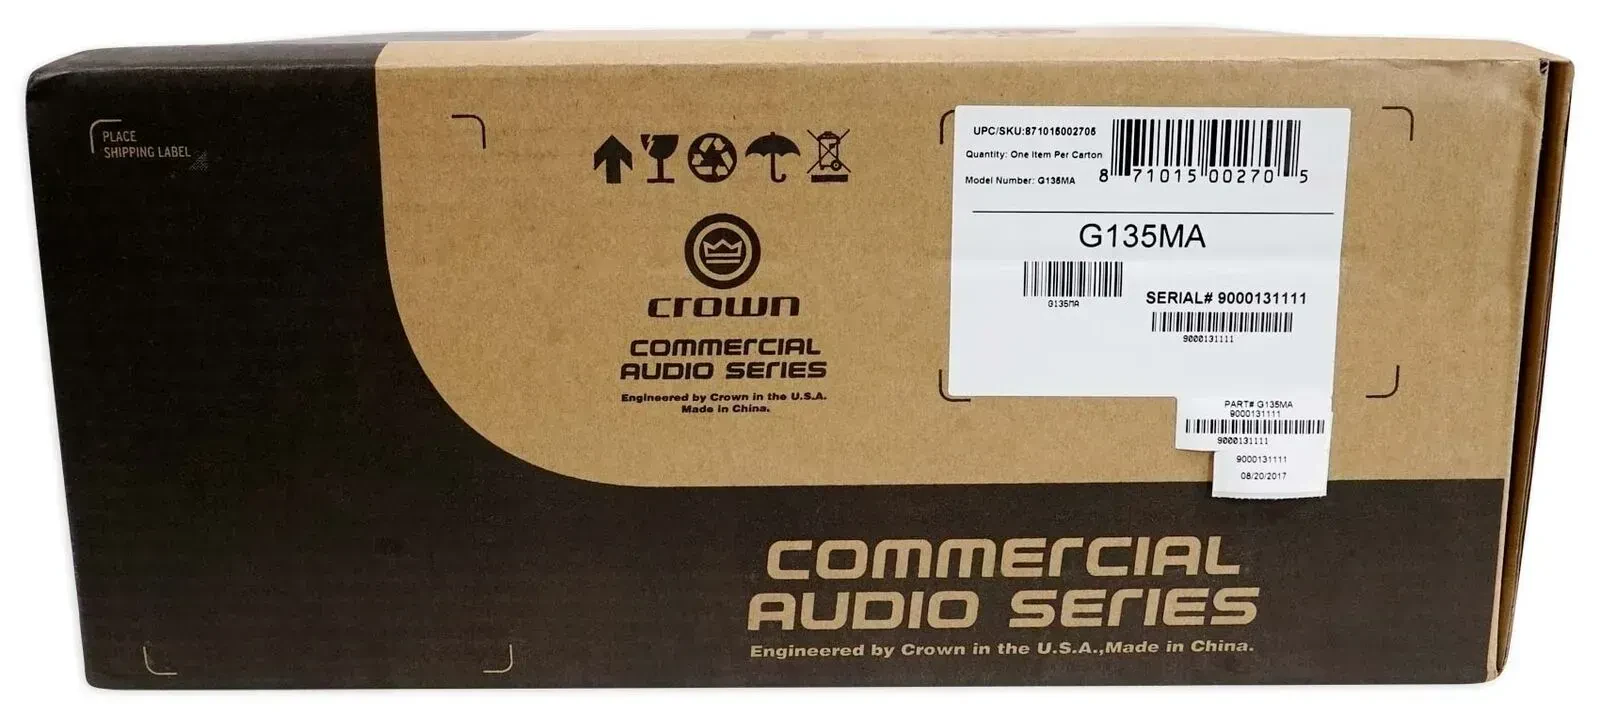 PLACE
SHIPPING LABEL
crown
COMMERCIAL
AUDIO SERIES
Engineered by Crown in the U.S.A.
Made in China.
UPC/SKU:871015002705
Quantity: One Item Per Carton
Model Number: G135MA
8 71015 00270 5
G135MA
G135MA
SERIAL# 9000131111
9000131111
PART# G135MA
9000131111
9000131111
9000131111
08/20/2017
COMMERCIAL
AUDIO SERIES
Engineered by Crown in the U.S.A.,Made in China.